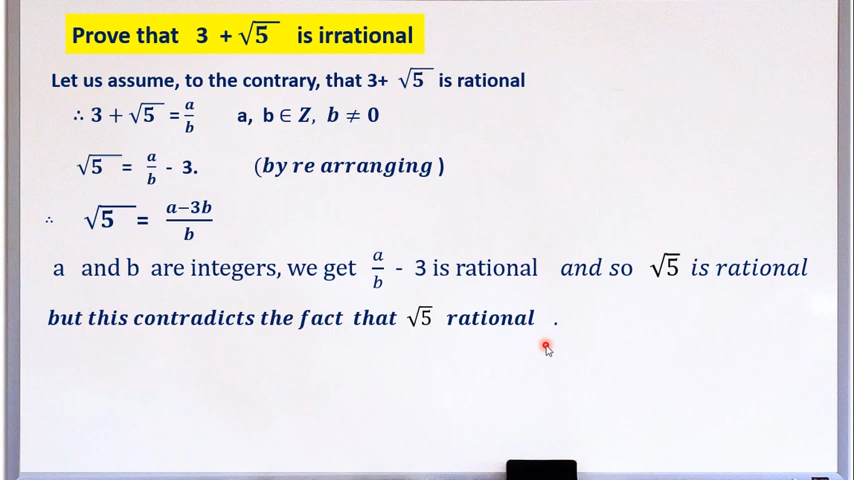 Prove that 3 + √5 is irrational
Let us assume, to the contrary, that 3+ √5 is rational
∴ 3 + √5 = a/b a, b ∈ Z, b ≠ 0
√5 = a/b - 3. (by re arranging )
∴ √5 = (a−3b)/b
a and b are integers, we get a/b - 3 is rational and so √5 is rational
but this contradicts the fact that √5 rational .